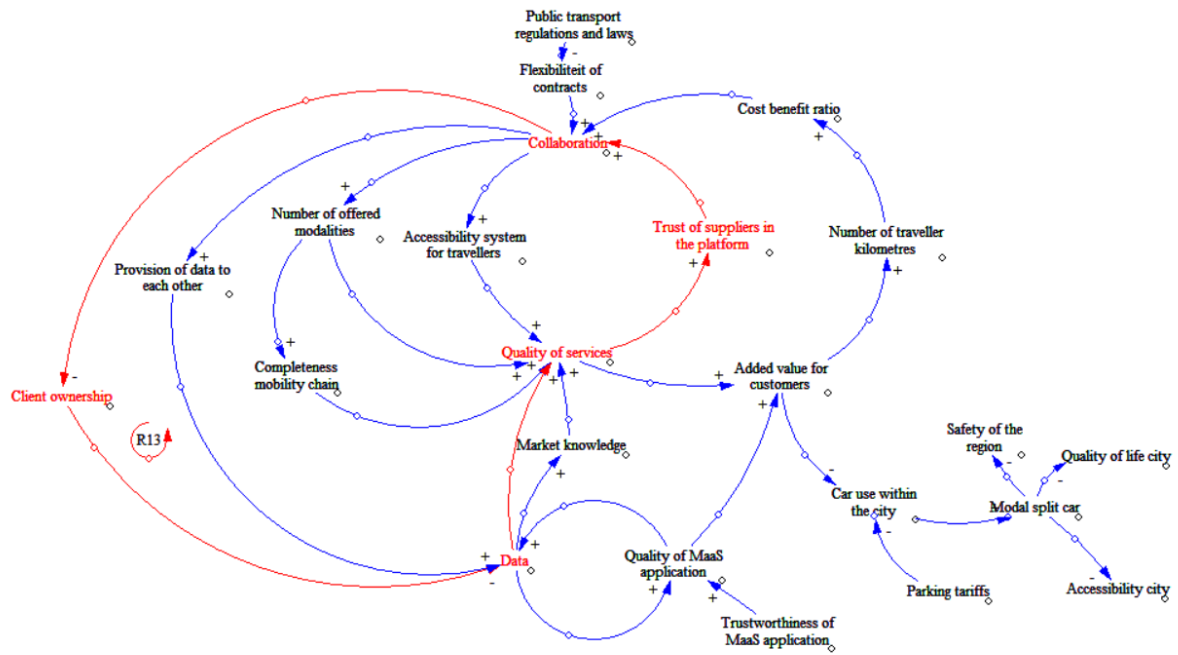 Public transport
regulations and laws
-
Flexibiliteit of
contracts
Cost benefit ratio
+
+
+
Collaboration
+
+
Number of offered
modalities
+
Accessibility system
for travellers
Trust of suppliers in
the platform
+
Number of traveller
kilometres
+
+
Provision of data to
each other
+
+
Quality of services
+
+
+
+
Completeness
mobility chain
+
Added value for
customers
+
-
Client ownership
R13
Market knowledge
+
-
Car use within
the city
-
Safety of the
region
-
Quality of life city
-
Modal split car
-
Accessibility city
Parking tariffs
+
-
Data
+
Quality of MaaS
application
+
+
Trustworthiness of
MaaS application